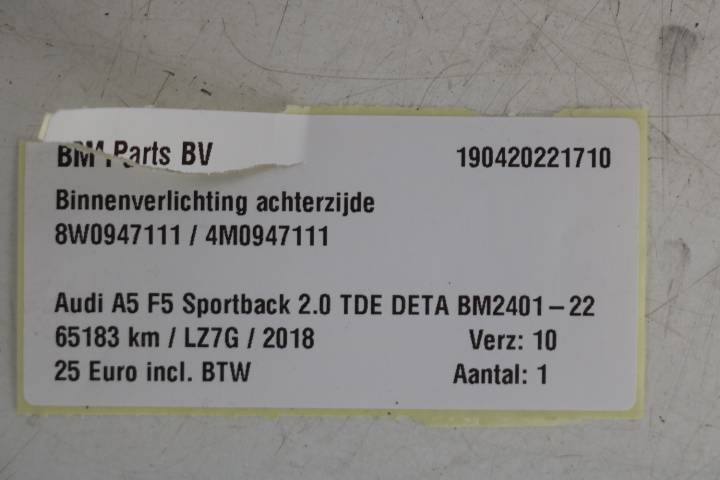 BM Parts BV 190420221710
Binnenverlichting achterzijde
8W0947111 / 4M0947111
Audi A5 F5 Sportback 2.0 TDE DETA BM2401-22
65183 km / LZ7G / 2018 Verz: 10
25 Euro incl. BTW Aantal: 1